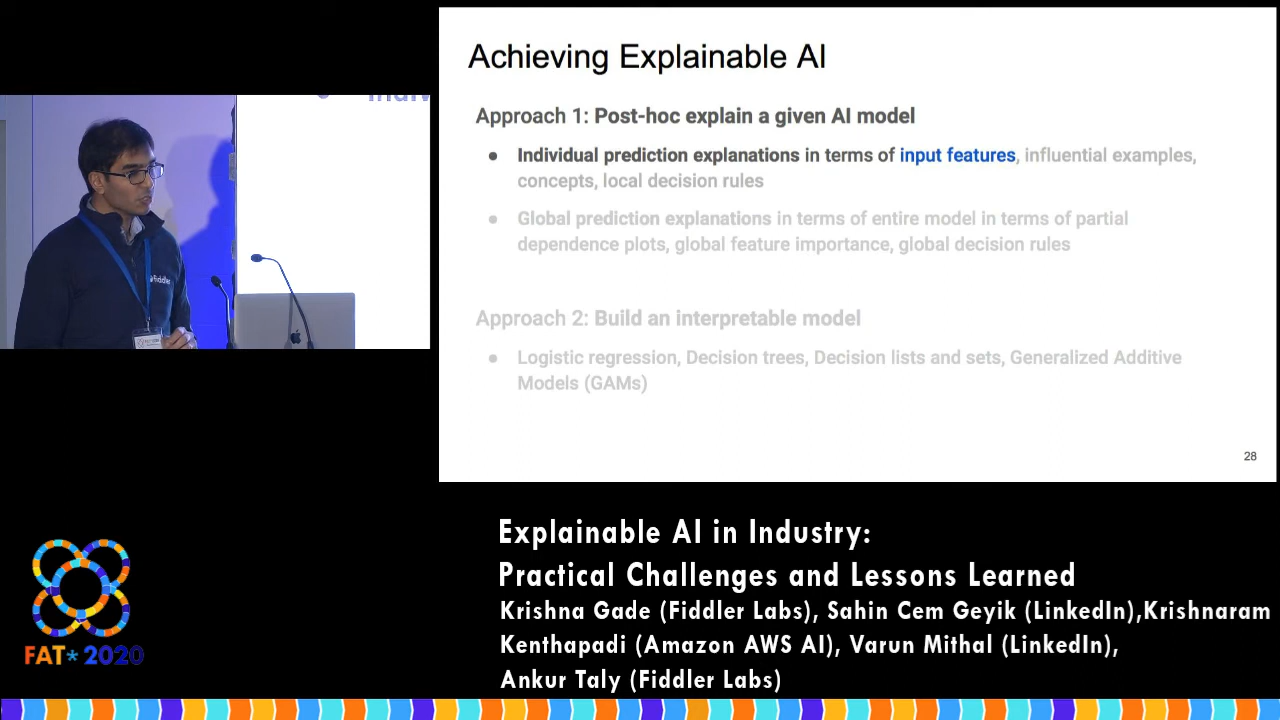 Achieving Explainable AI
Approach 1: Post-hoc explain a given AI model
● Individual prediction explanations in terms of input features, influential examples,
concepts, local decision rules
● Global prediction explanations in terms of entire model in terms of partial
dependence plots, global feature importance, global decision rules
Approach 2: Build an interpretable model
● Logistic regression, Decision trees, Decision lists and sets, Generalized Additive
Models (GAMs)
28
fiddler
Explainable AI in Industry:
Practical Challenges and Lessons Learned
Krishna Gade (Fiddler Labs), Sahin Cem Geyik (LinkedIn),Krishnaram
Kenthapadi (Amazon AWS AI), Varun Mithal (LinkedIn),
Ankur Taly (Fiddler Labs)
FAT* 2020